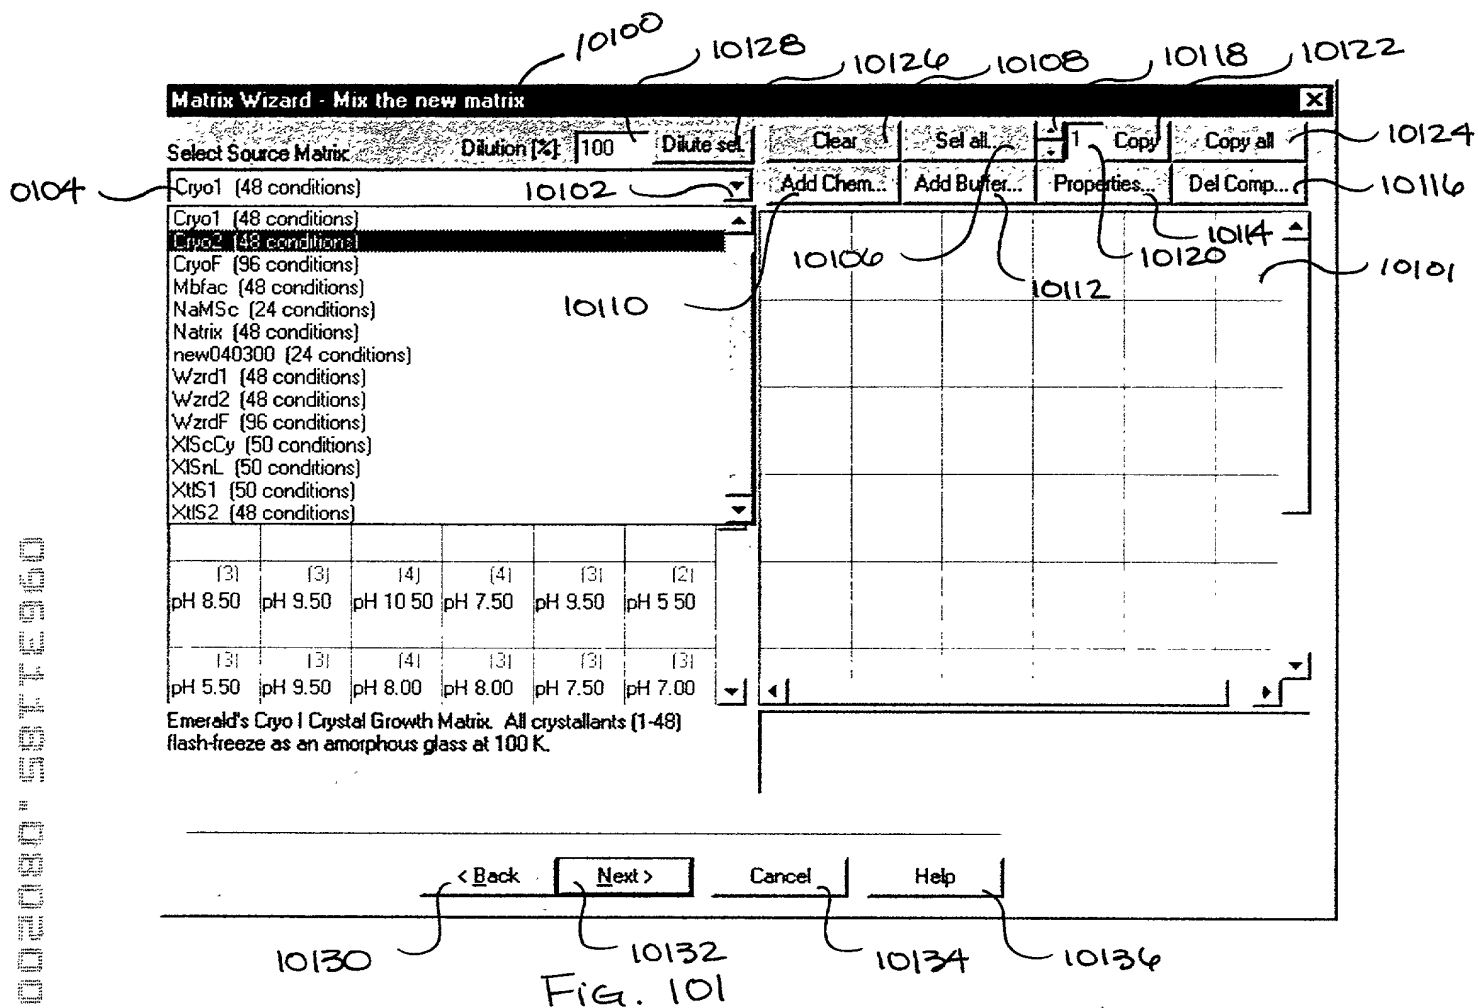 10100
10128
10126
10108
10118
10122
Matrix Wizard - Mix the new matrix
Select Source Matrix: Dilution [%]: 100 Dilute sel. Clear Sel all... 1 Copy Copy all 10124
0104 Cryo1 (48 conditions) 10102 Add Chem... Add Buffer... Properties... Del Comp... 10116
Cryo1 (48 conditions)
Cryo2 (48 conditions) 10114
CryoF (96 conditions) 10106 10120 10101
Mbfac (48 conditions) 10112
NaMSc (24 conditions) 10110
Natrix (48 conditions)
new040300 (24 conditions)
Wzrd1 (48 conditions)
Wzrd2 (48 conditions)
WzrdF (96 conditions)
XlScCy (50 conditions)
XlSnL (50 conditions)
XtlS1 (50 conditions)
XtlS2 (48 conditions)
(3) (3) (4) (4) (3) (2)
pH 8.50 pH 9.50 pH 10 50 pH 7.50 pH 9.50 pH 5 50
(3) (3) (4) (3) (3) (3)
pH 5.50 pH 9.50 pH 8.00 pH 8.00 pH 7.50 pH 7.00
Emerald's Cryo I Crystal Growth Matrix. All crystallants (1-48)
flash-freeze as an amorphous glass at 100 K.
< Back Next > Cancel Help
10130 10132 10134 10136
FIG. 101
09631185.080200